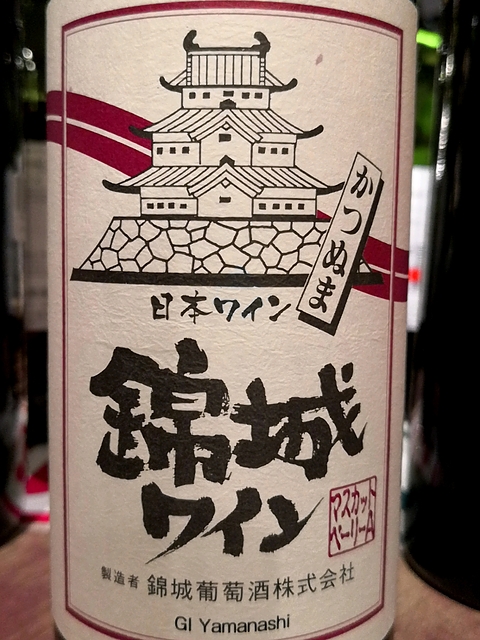 かつぬま
日本ワイン
錦城
ワイン
マスカット
ベーリーA
製造者 錦城葡萄酒株式会社
GI Yamanashi